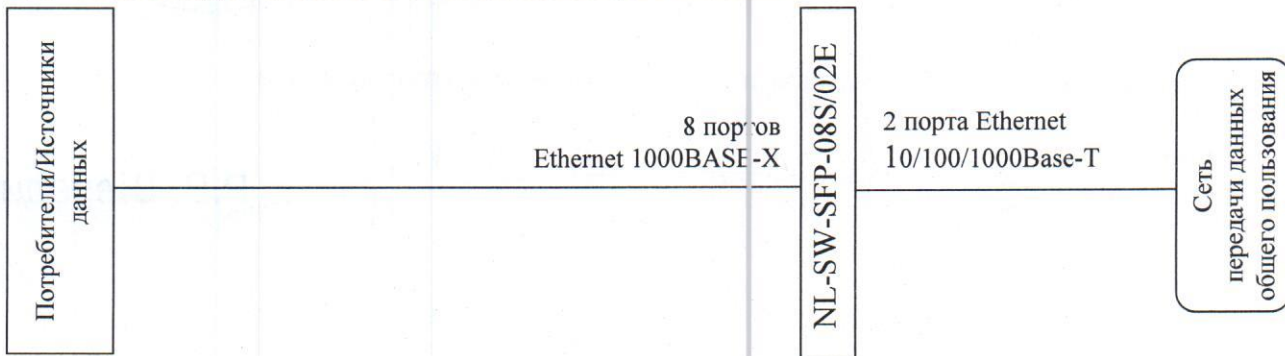 Потребители/Источники
данных
8 портов
Ethernet 1000BASE-X
NL-SW-SFP-08S/02E
2 порта Ethernet
10/100/1000Base-T
Сеть
передачи данных
общего пользования